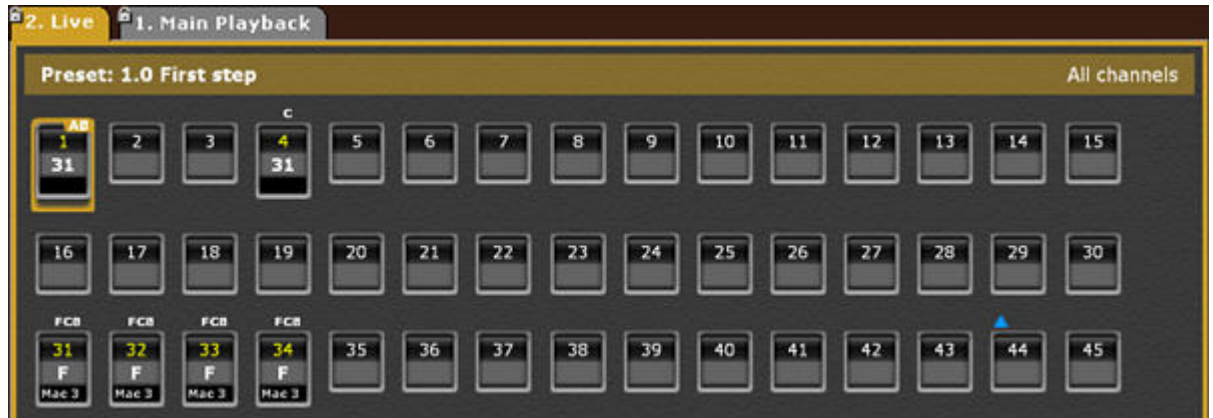 2. Live 1. Main Playback
Preset: 1.0 First step All channels
C
AB
1 2 3 4 5 6 7 8 9 10 11 12 13 14 15
31 31
16 17 18 19 20 21 22 23 24 25 26 27 28 29 30
FCB FCB FCB FCB
31 32 33 34 35 36 37 38 39 40 41 42 43 44 45
F F F F
Mac 3 Mac 3 Mac 3 Mac 3